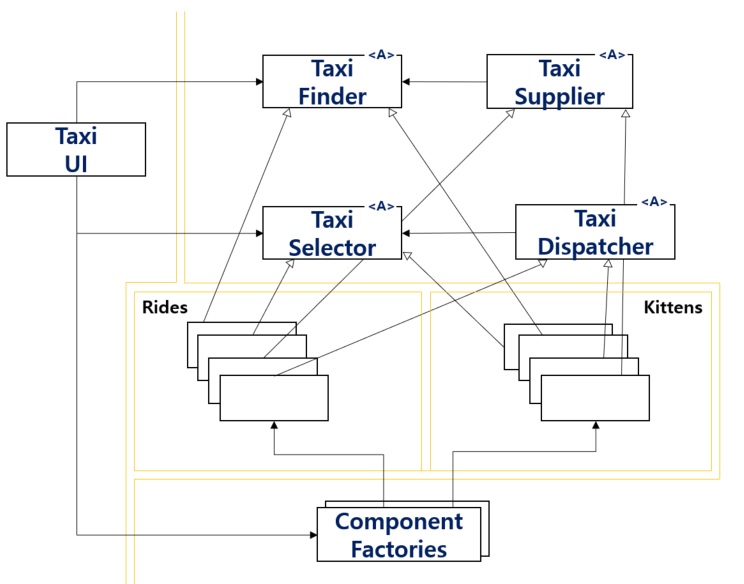 <A>
Taxi
Finder
<A>
Taxi
Supplier
Taxi
UI
<A>
Taxi
Selector
<A>
Taxi
Dispatcher
Rides
Kittens
Component
Factories